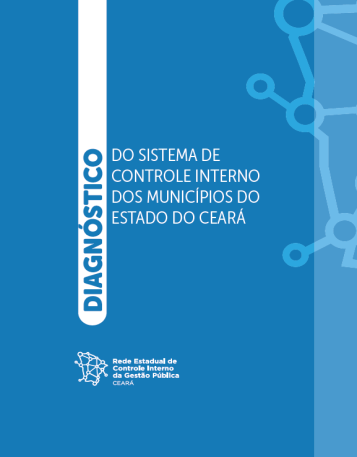 DIAGNÓSTICO
DO SISTEMA DE
CONTROLE INTERNO
DOS MUNICÍPIOS DO
ESTADO DO CEARÁ
Rede Estadual de
Controle Interno
da Gestão Pública
CEARÁ